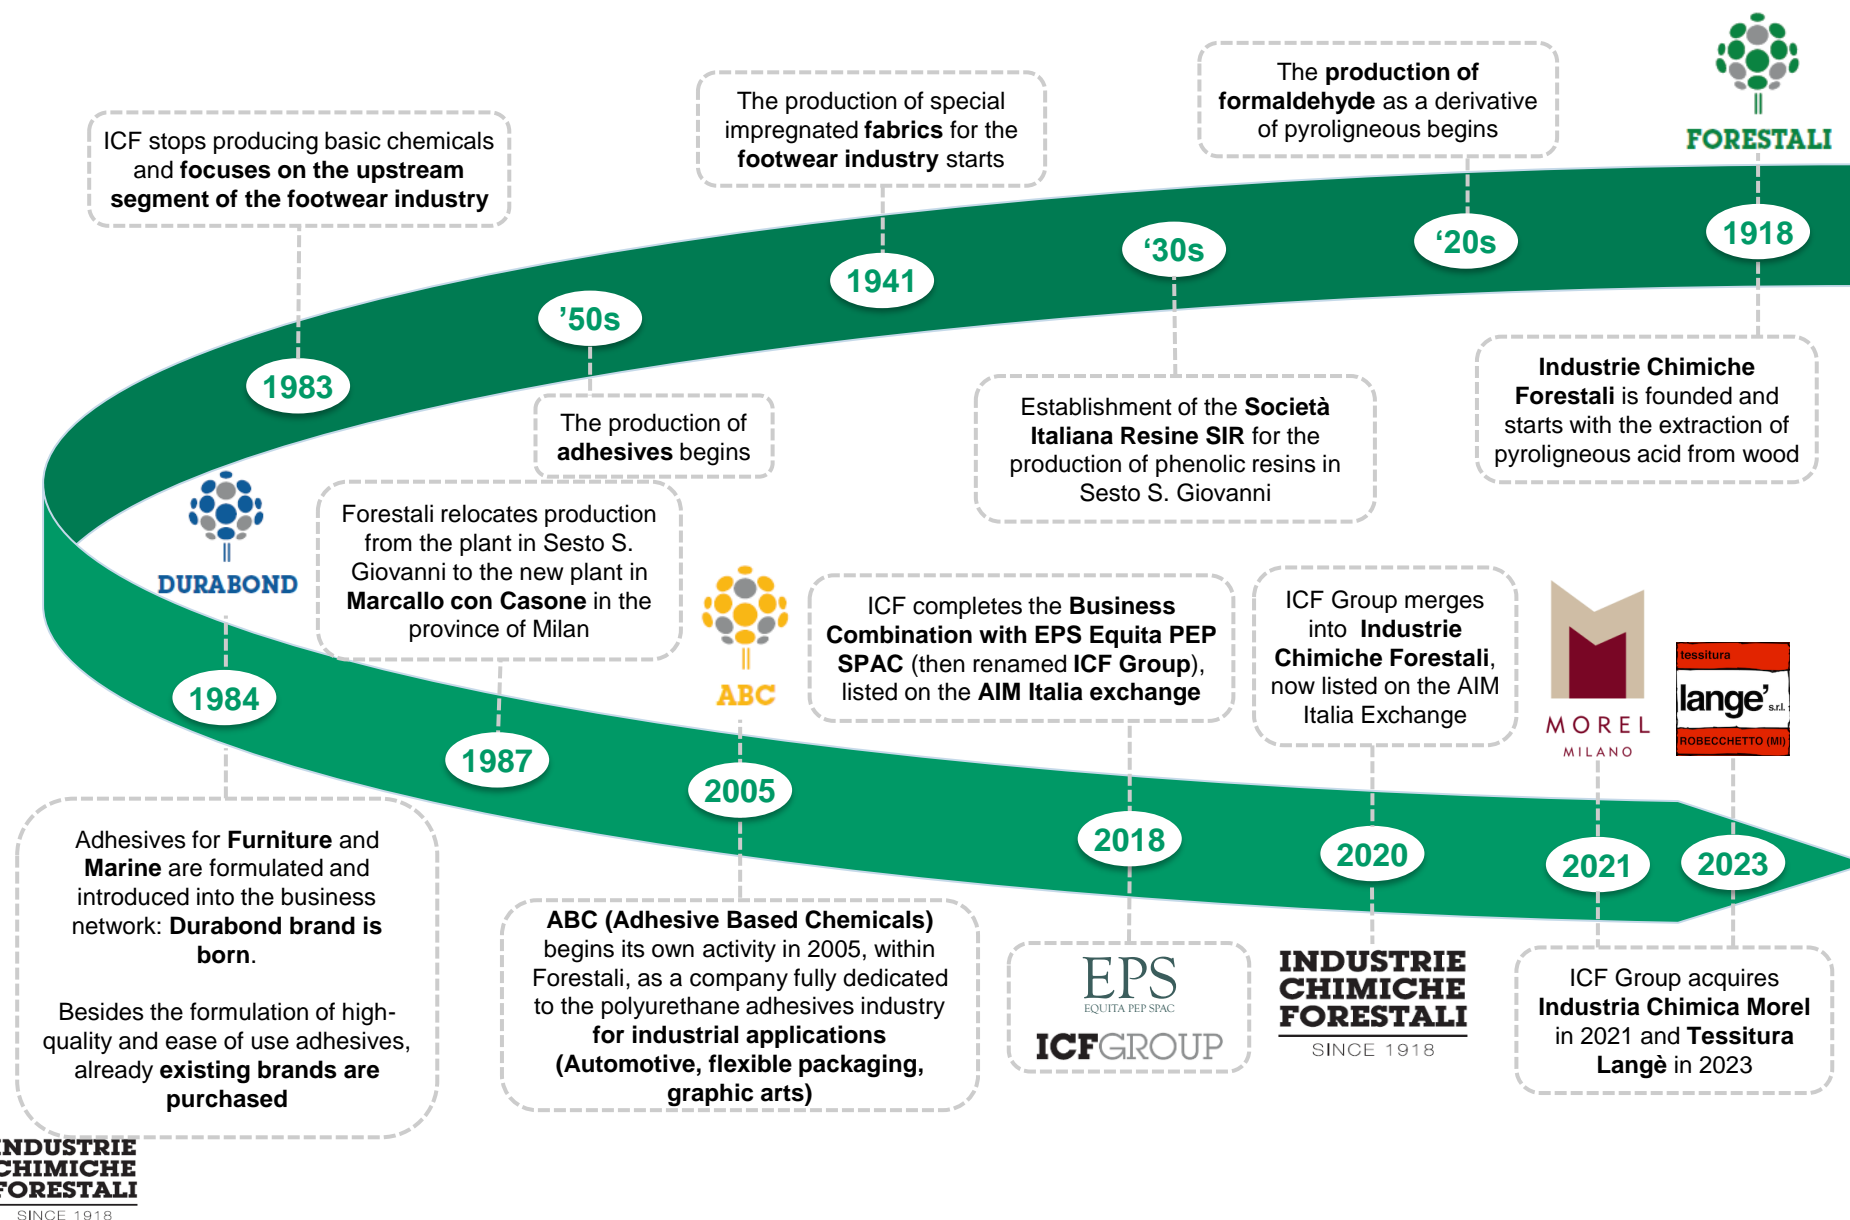 FORESTALI
The production of
formaldehyde as a derivative
of pyroligneous begins
The production of special
impregnated fabrics for the
footwear industry starts
ICF stops producing basic chemicals
and focuses on the upstream
segment of the footwear industry
1918
‘20s
‘30s
1941
’50s
1983
Industrie Chimiche
Forestali is founded and
starts with the extraction of
pyroligneous acid from wood
Establishment of the Società
Italiana Resine SIR for the
production of phenolic resins in
Sesto S. Giovanni
The production of
adhesives begins
DURABOND
Forestali relocates production
from the plant in Sesto S.
Giovanni to the new plant in
Marcallo con Casone in the
province of Milan
ABC
ICF completes the Business
Combination with EPS Equita PEP
SPAC (then renamed ICF Group),
listed on the AIM Italia exchange
ICF Group merges
into Industrie
Chimiche Forestali,
now listed on the AIM
Italia Exchange
MOREL
MILANO
tessitura
lange’ s.r.l.
ROBECCHETTO (MI)
1984
1987
2005
2018
2020
2021
2023
Adhesives for Furniture and
Marine are formulated and
introduced into the business
network: Durabond brand is
born.
Besides the formulation of high-
quality and ease of use adhesives,
already existing brands are
purchased
ABC (Adhesive Based Chemicals)
begins its own activity in 2005, within
Forestali, as a company fully dedicated
to the polyurethane adhesives industry
for industrial applications
(Automotive, flexible packaging,
graphic arts)
EPS
EQUITA PEP SPAC
ICFGROUP
INDUSTRIE
CHIMICHE
FORESTALI
SINCE 1918
ICF Group acquires
Industria Chimica Morel
in 2021 and Tessitura
Langè in 2023
INDUSTRIE
CHIMICHE
FORESTALI
SINCE 1918